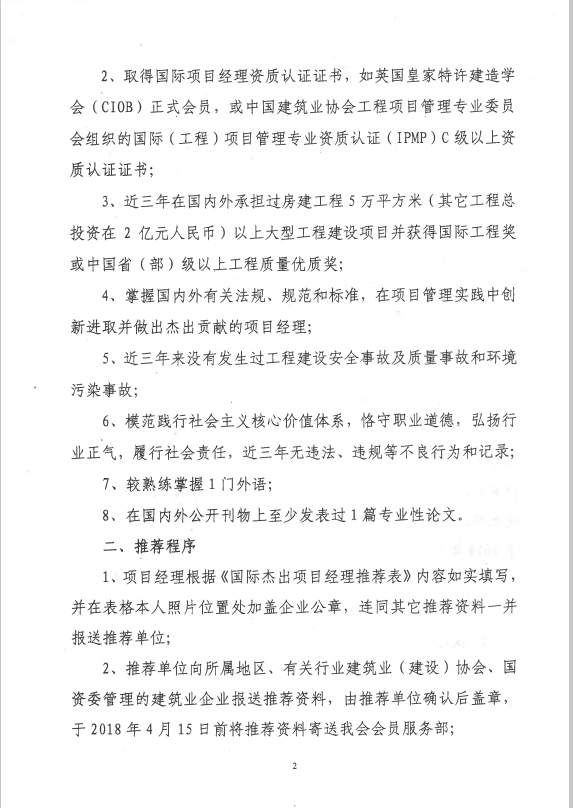 2、取得国际项目经理资质认证证书，如英国皇家特许建造学
会（CIOB）正式会员，或中国建筑业协会工程项目管理专业委员
会组织的国际（工程）项目管理专业资质认证（IPMP）C 级以上资
质认证证书；
3、近三年在国内外承担过房建工程 5 万平方米（其它工程总
投资在 2 亿元人民币）以上大型工程建设项目并获得国际工程奖
或中国省（部）级以上工程质量优质奖；
4、掌握国内外有关法规、规范和标准，在项目管理实践中创
新进取并做出杰出贡献的项目经理；
5、近三年来没有发生过工程建设安全事故及质量事故和环境
污染事故；
6、模范践行社会主义核心价值体系，恪守职业道德，弘扬行
业正气，履行社会责任，近三年无违法、违规等不良行为和记录；
7、较熟练掌握 1 门外语；
8、在国内外公开刊物上至少发表过 1 篇专业性论文。
二、推荐程序
1、项目经理根据《国际杰出项目经理推荐表》内容如实填写，
并在表格本人照片位置处加盖企业公章，连同其它推荐资料一并
报送推荐单位；
2、推荐单位向所属地区、有关行业建筑业（建设）协会、国
资委管理的建筑业企业报送推荐资料，由推荐单位确认后盖章，
于 2018 年 4 月 15 日前将推荐资料寄送我会会员服务部；
2